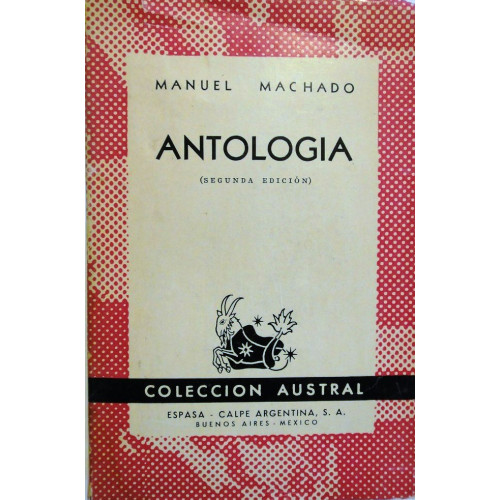 MANUEL MACHADO
ANTOLOGIA
(SEGUNDA EDICIÓN)
COLECCION AUSTRAL
ESPASA - CALPE ARGENTINA, S. A.
BUENOS AIRES - MEXICO